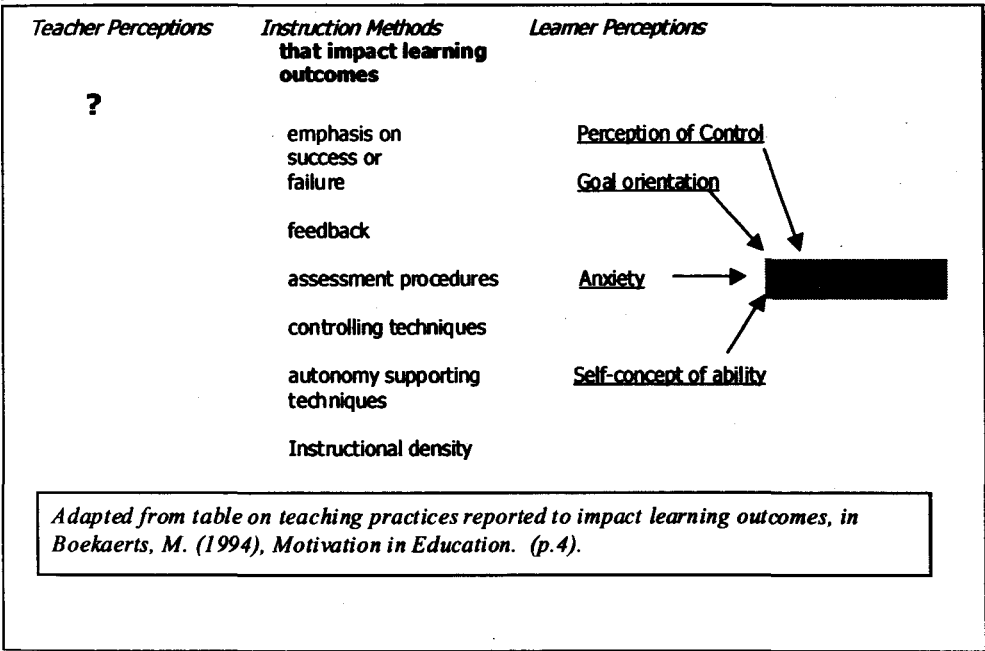 Teacher Perceptions
Instruction Methods
that impact learning
outcomes
Learner Perceptions
?
emphasis on
success or
failure
feedback
assessment procedures
controlling techniques
autonomy supporting
techniques
Instructional density
Perception of Control
Goal orientation
Anxiety
Self-concept of ability
Adapted from table on teaching practices reported to impact learning outcomes, in
Boekaerts, M. (1994), Motivation in Education. (p.4).